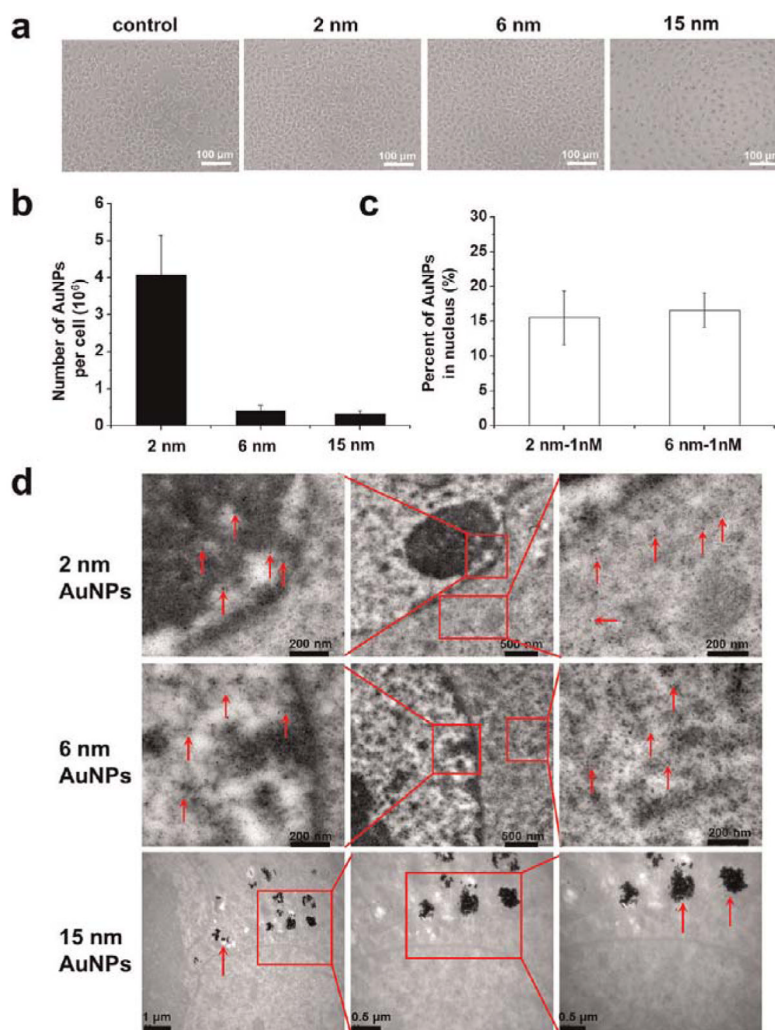 a
control 2 nm 6 nm 15 nm
100 µm 100 µm 100 µm 100 µm
b
Number of AuNPs
per cell (10⁶)
6
5
4
3
2
1
0
2 nm 6 nm 15 nm
c
Percent of AuNPs
in nucleus (%)
30
25
20
15
10
5
0
2 nm-1nM 6 nm-1nM
d
2 nm
AuNPs
200 nm 500 nm 200 nm
6 nm
AuNPs
200 nm 500 nm 200 nm
15 nm
AuNPs
1 µm 0.5 µm 0.5 µm